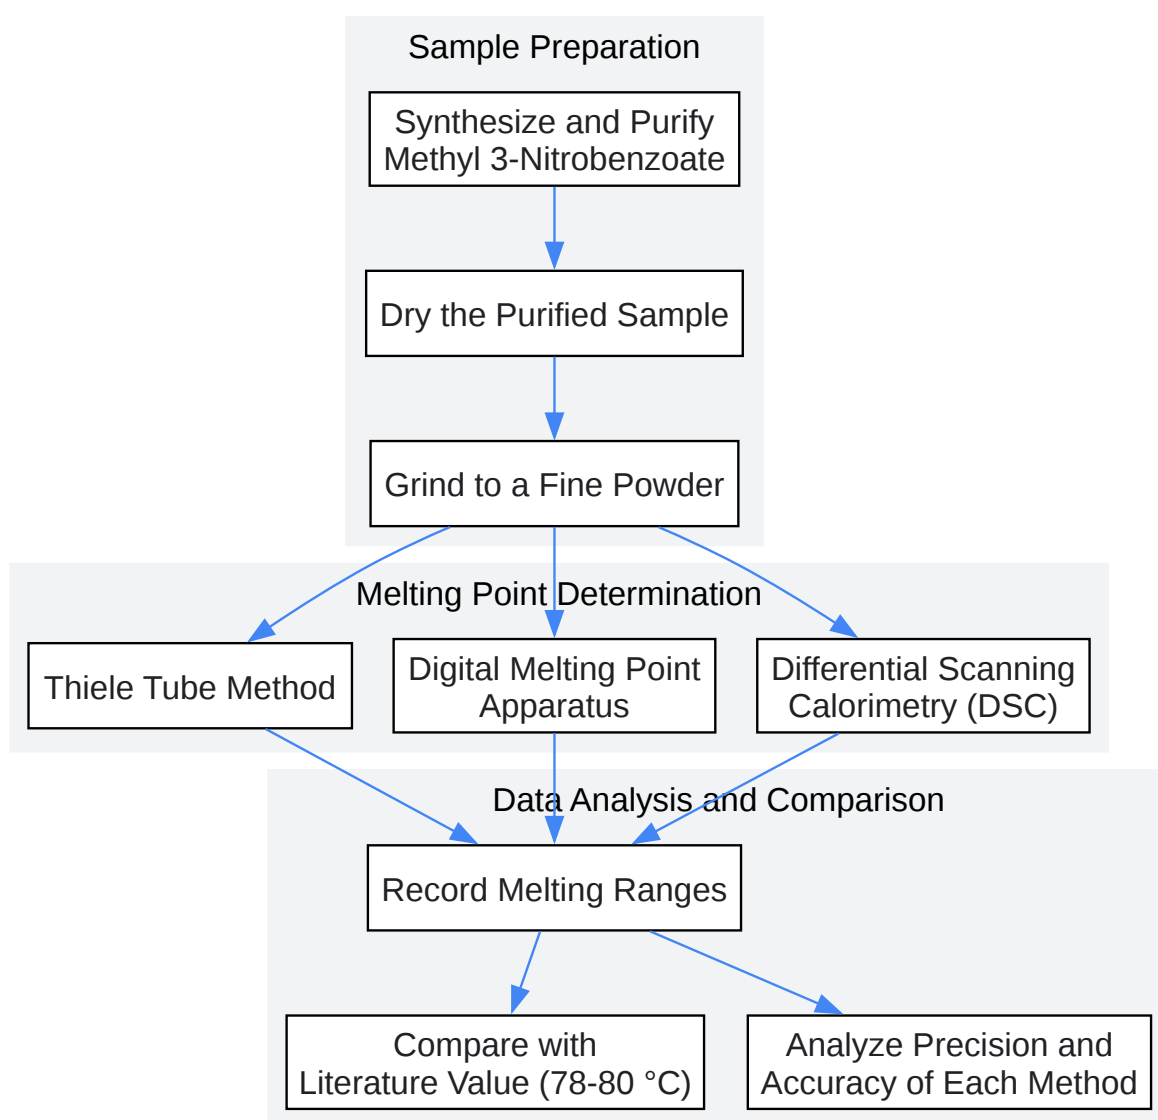 Sample Preparation
Synthesize and Purify
Methyl 3-Nitrobenzoate
Dry the Purified Sample
Grind to a Fine Powder
Melting Point Determination
Thiele Tube Method
Digital Melting Point
Apparatus
Differential Scanning
Calorimetry (DSC)
Data Analysis and Comparison
Record Melting Ranges
Compare with
Literature Value (78-80 °C)
Analyze Precision and
Accuracy of Each Method